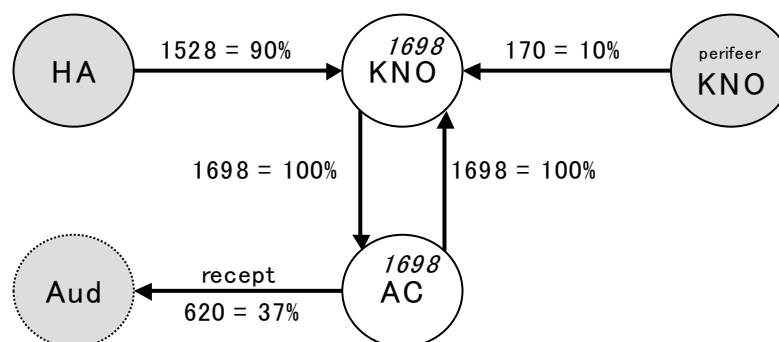 HA
1528 = 90%
1698
KNO
170 = 10%
perifeer
KNO
1698 = 100%
1698 = 100%
Aud
recept
620 = 37%
1698
AC